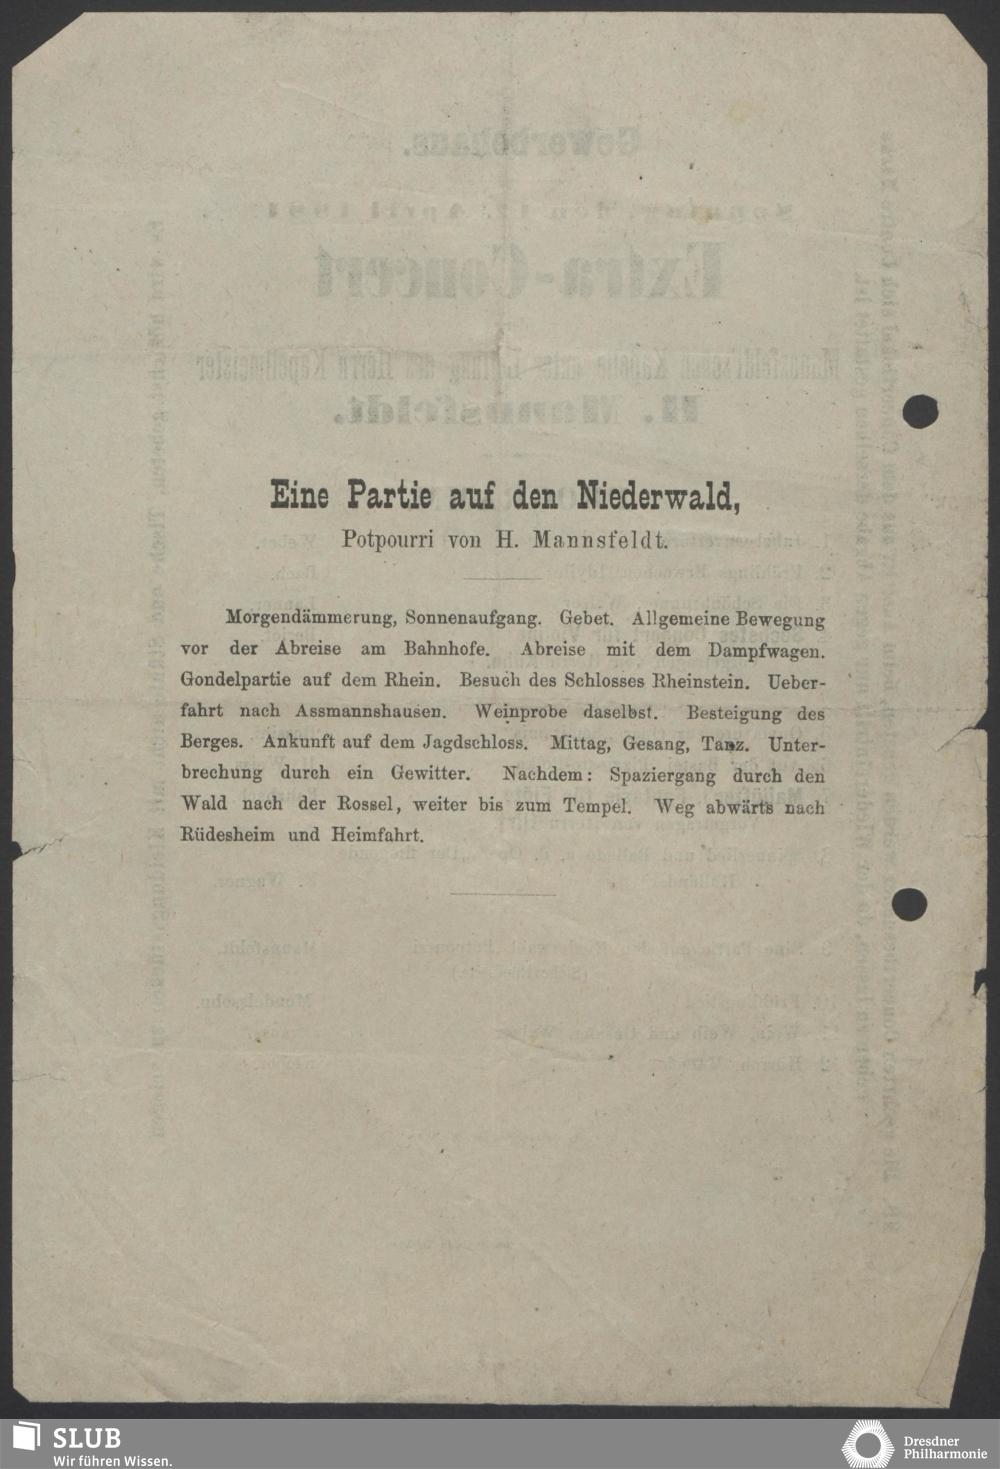 Eine Partie auf den Niederwald,
Potpourri von H. Mannsfeldt.
Morgendämmerung, Sonnenaufgang. Gebet. Allgemeine Bewegung
vor der Abreise am Bahnhofe. Abreise mit dem Dampfwagen.
Gondelpartie auf dem Rhein. Besuch des Schlosses Rheinstein. Ueber-
fahrt nach Assmannshausen. Weinprobe daselbst. Besteigung des
Berges. Ankunft auf dem Jagdschloss. Mittag, Gesang, Tanz. Unter-
brechung durch ein Gewitter. Nachdem: Spaziergang durch den
Wald nach der Rossel, weiter bis zum Tempel. Weg abwärts nach
Rüdesheim und Heimfahrt.
SLUB
Wir führen Wissen.
Dresdner
Philharmonie